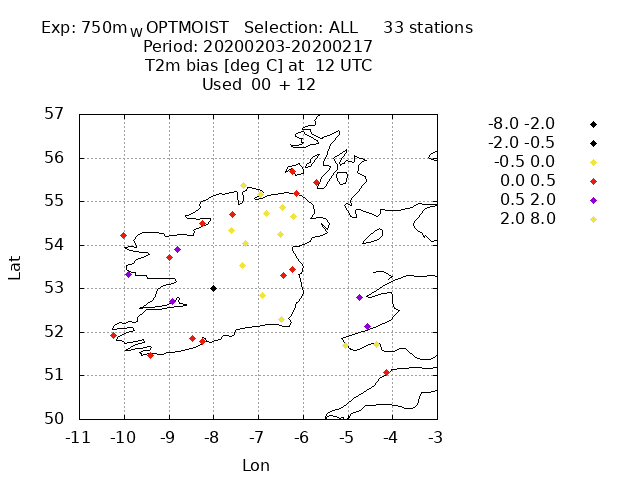 Exp: 750m_W OPTMOIST Selection: ALL 33 stations
Period: 20200203-20200217
T2m bias [deg C] at 12 UTC
Used 00 + 12
57
56
55
54
53
52
51
50
-11 -10 -9 -8 -7 -6 -5 -4 -3
Lat
Lon
-8.0 -2.0
-2.0 -0.5
-0.5 0.0
0.0 0.5
0.5 2.0
2.0 8.0